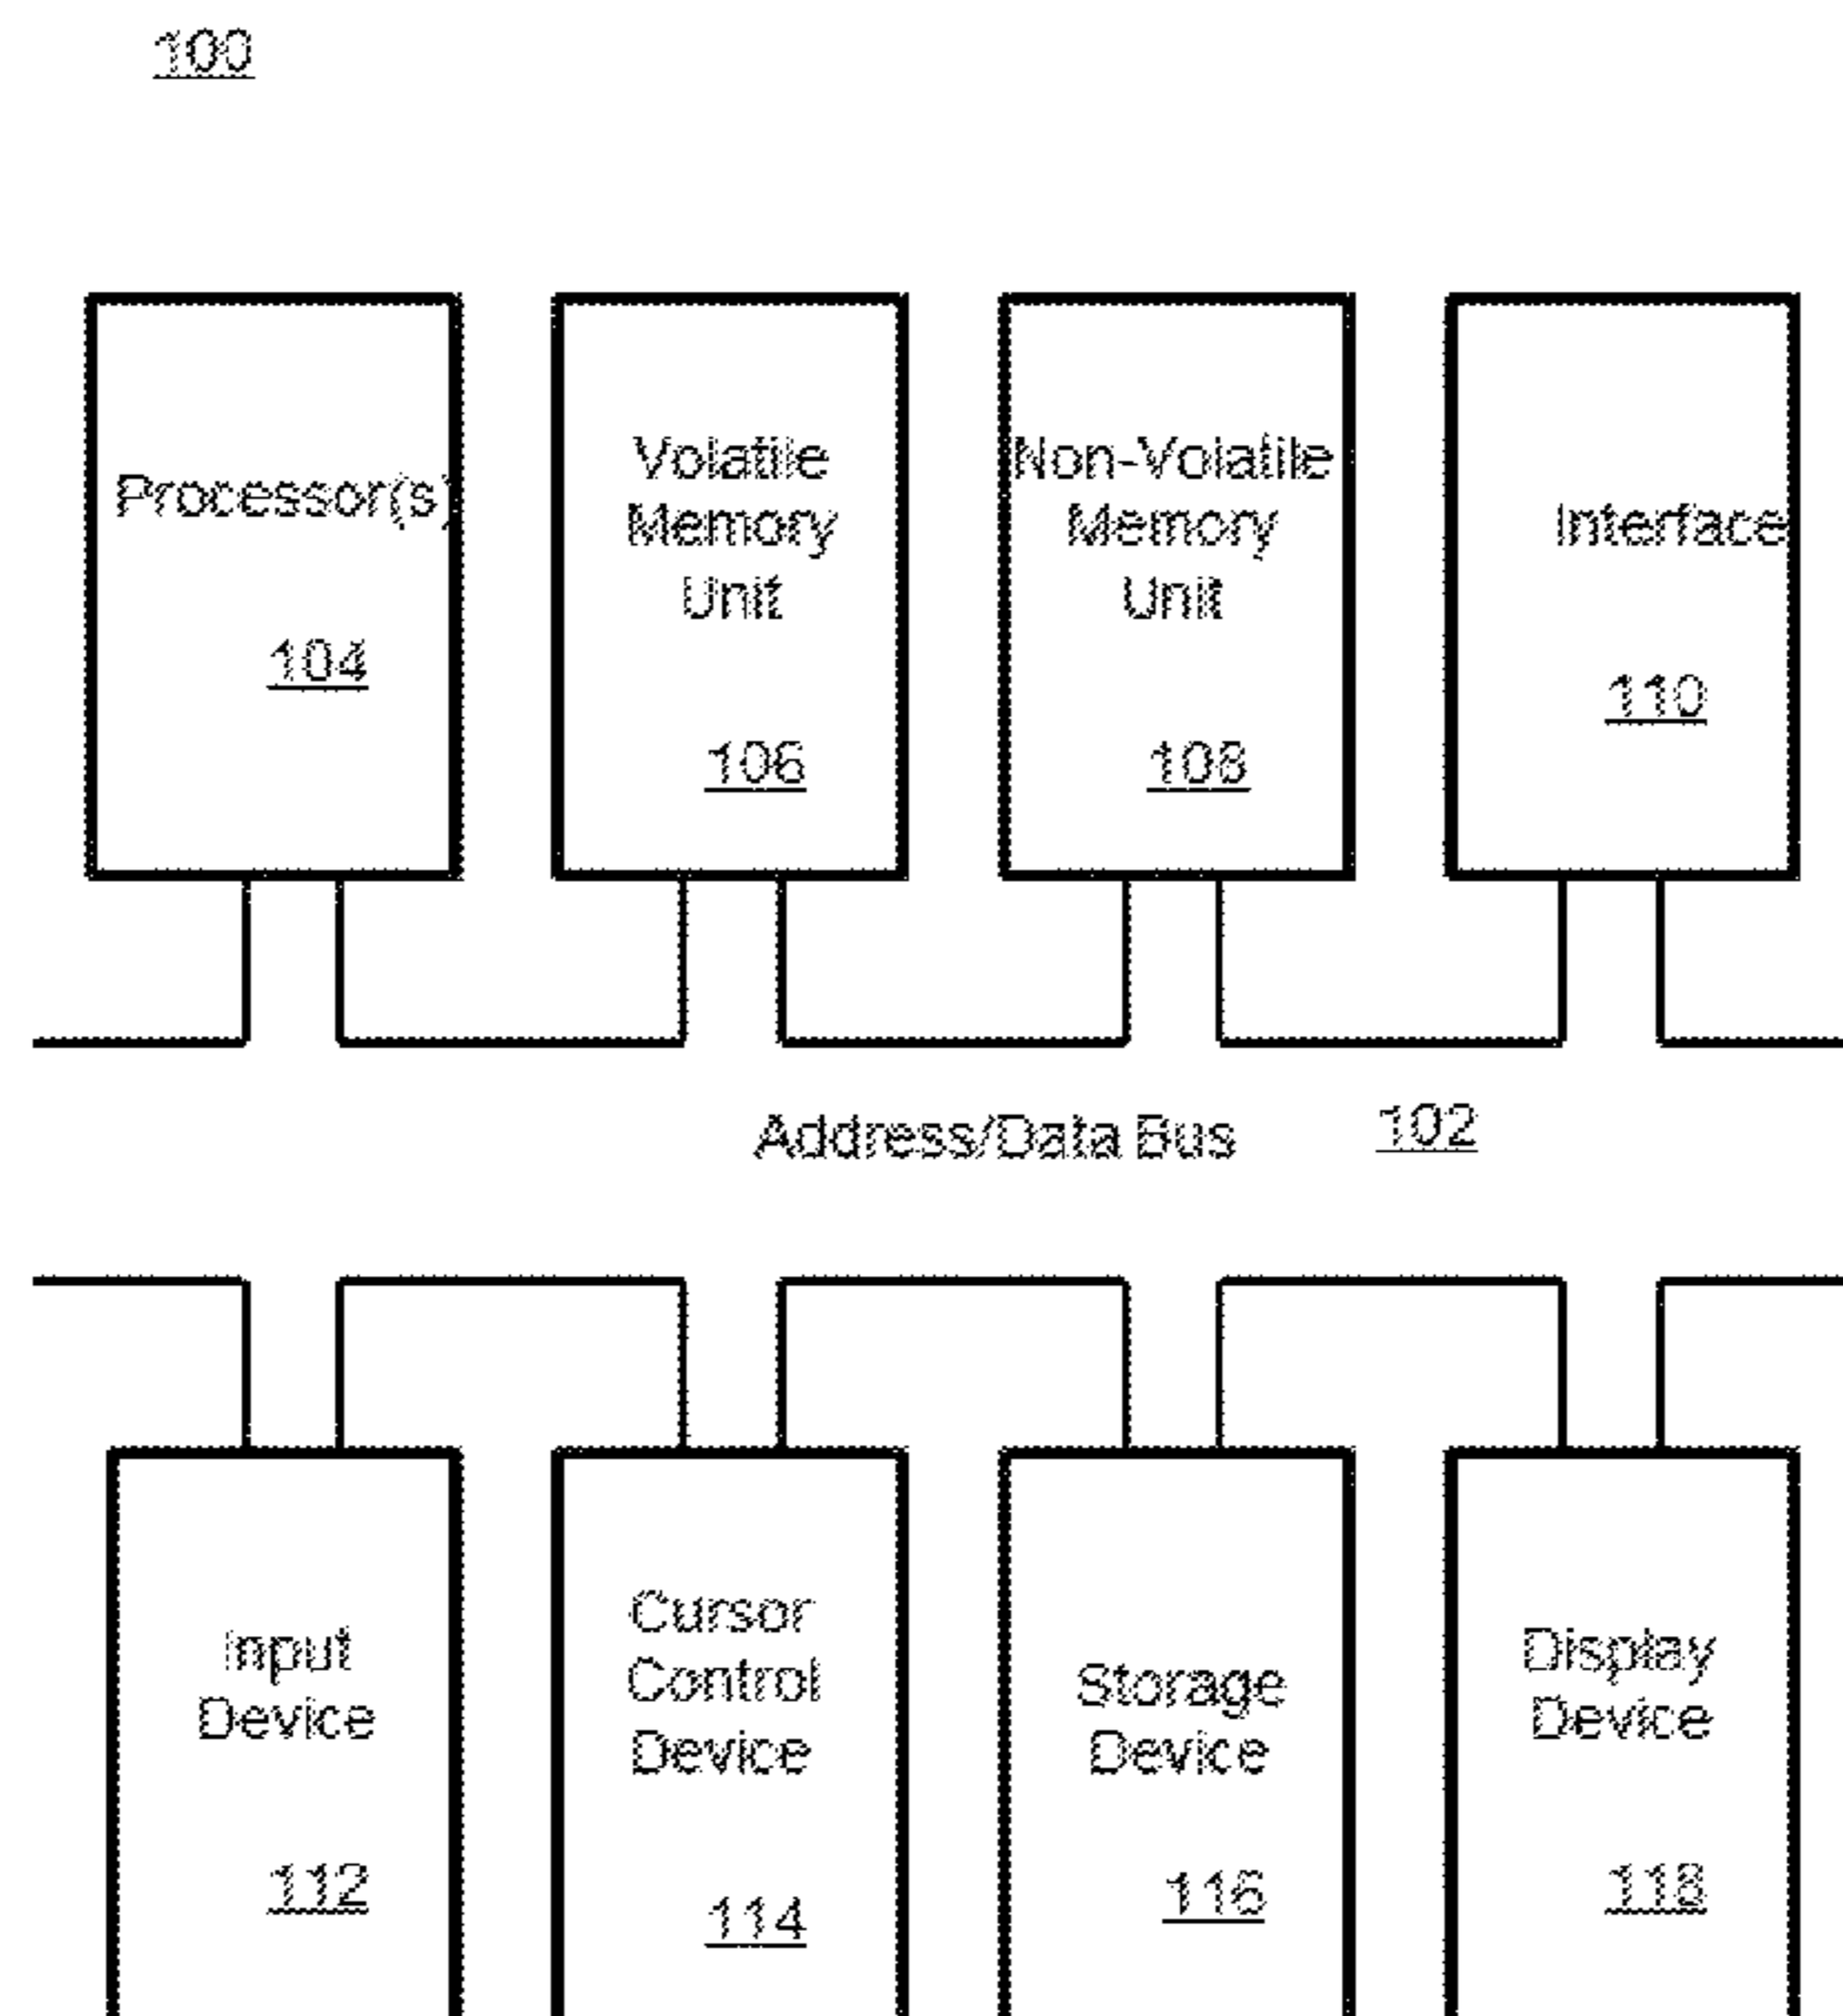 100
Processor(s)
104
Volatile
Memory
Unit
106
Non-Volatile
Memory
Unit
108
Interface
110
Address/Data Bus 102
Input
Device
112
Cursor
Control
Device
114
Storage
Device
116
Display
Device
118